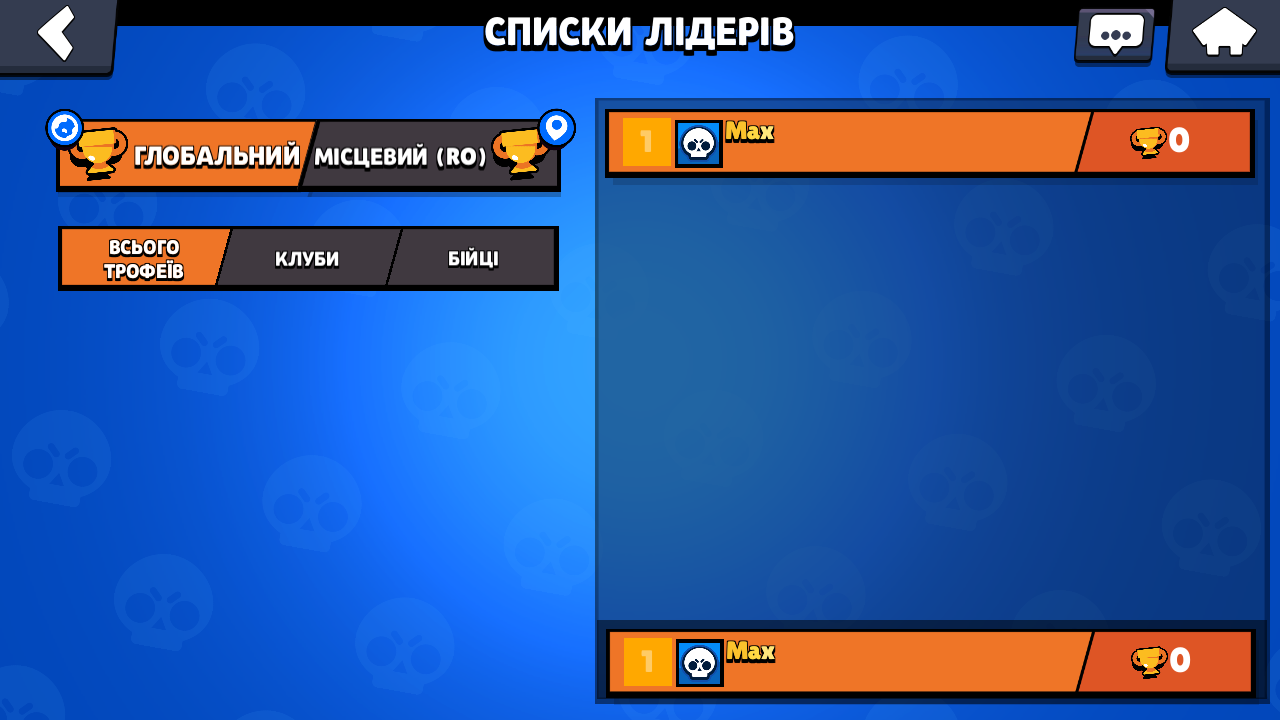 СПИСКИ ЛІДЕРІВ
ГЛОБАЛЬНИЙ
МІСЦЕВИЙ (RO)
ВСЬОГО
ТРОФЕЇВ
КЛУБИ
БІЙЦІ
1
Max
0
1
Max
0